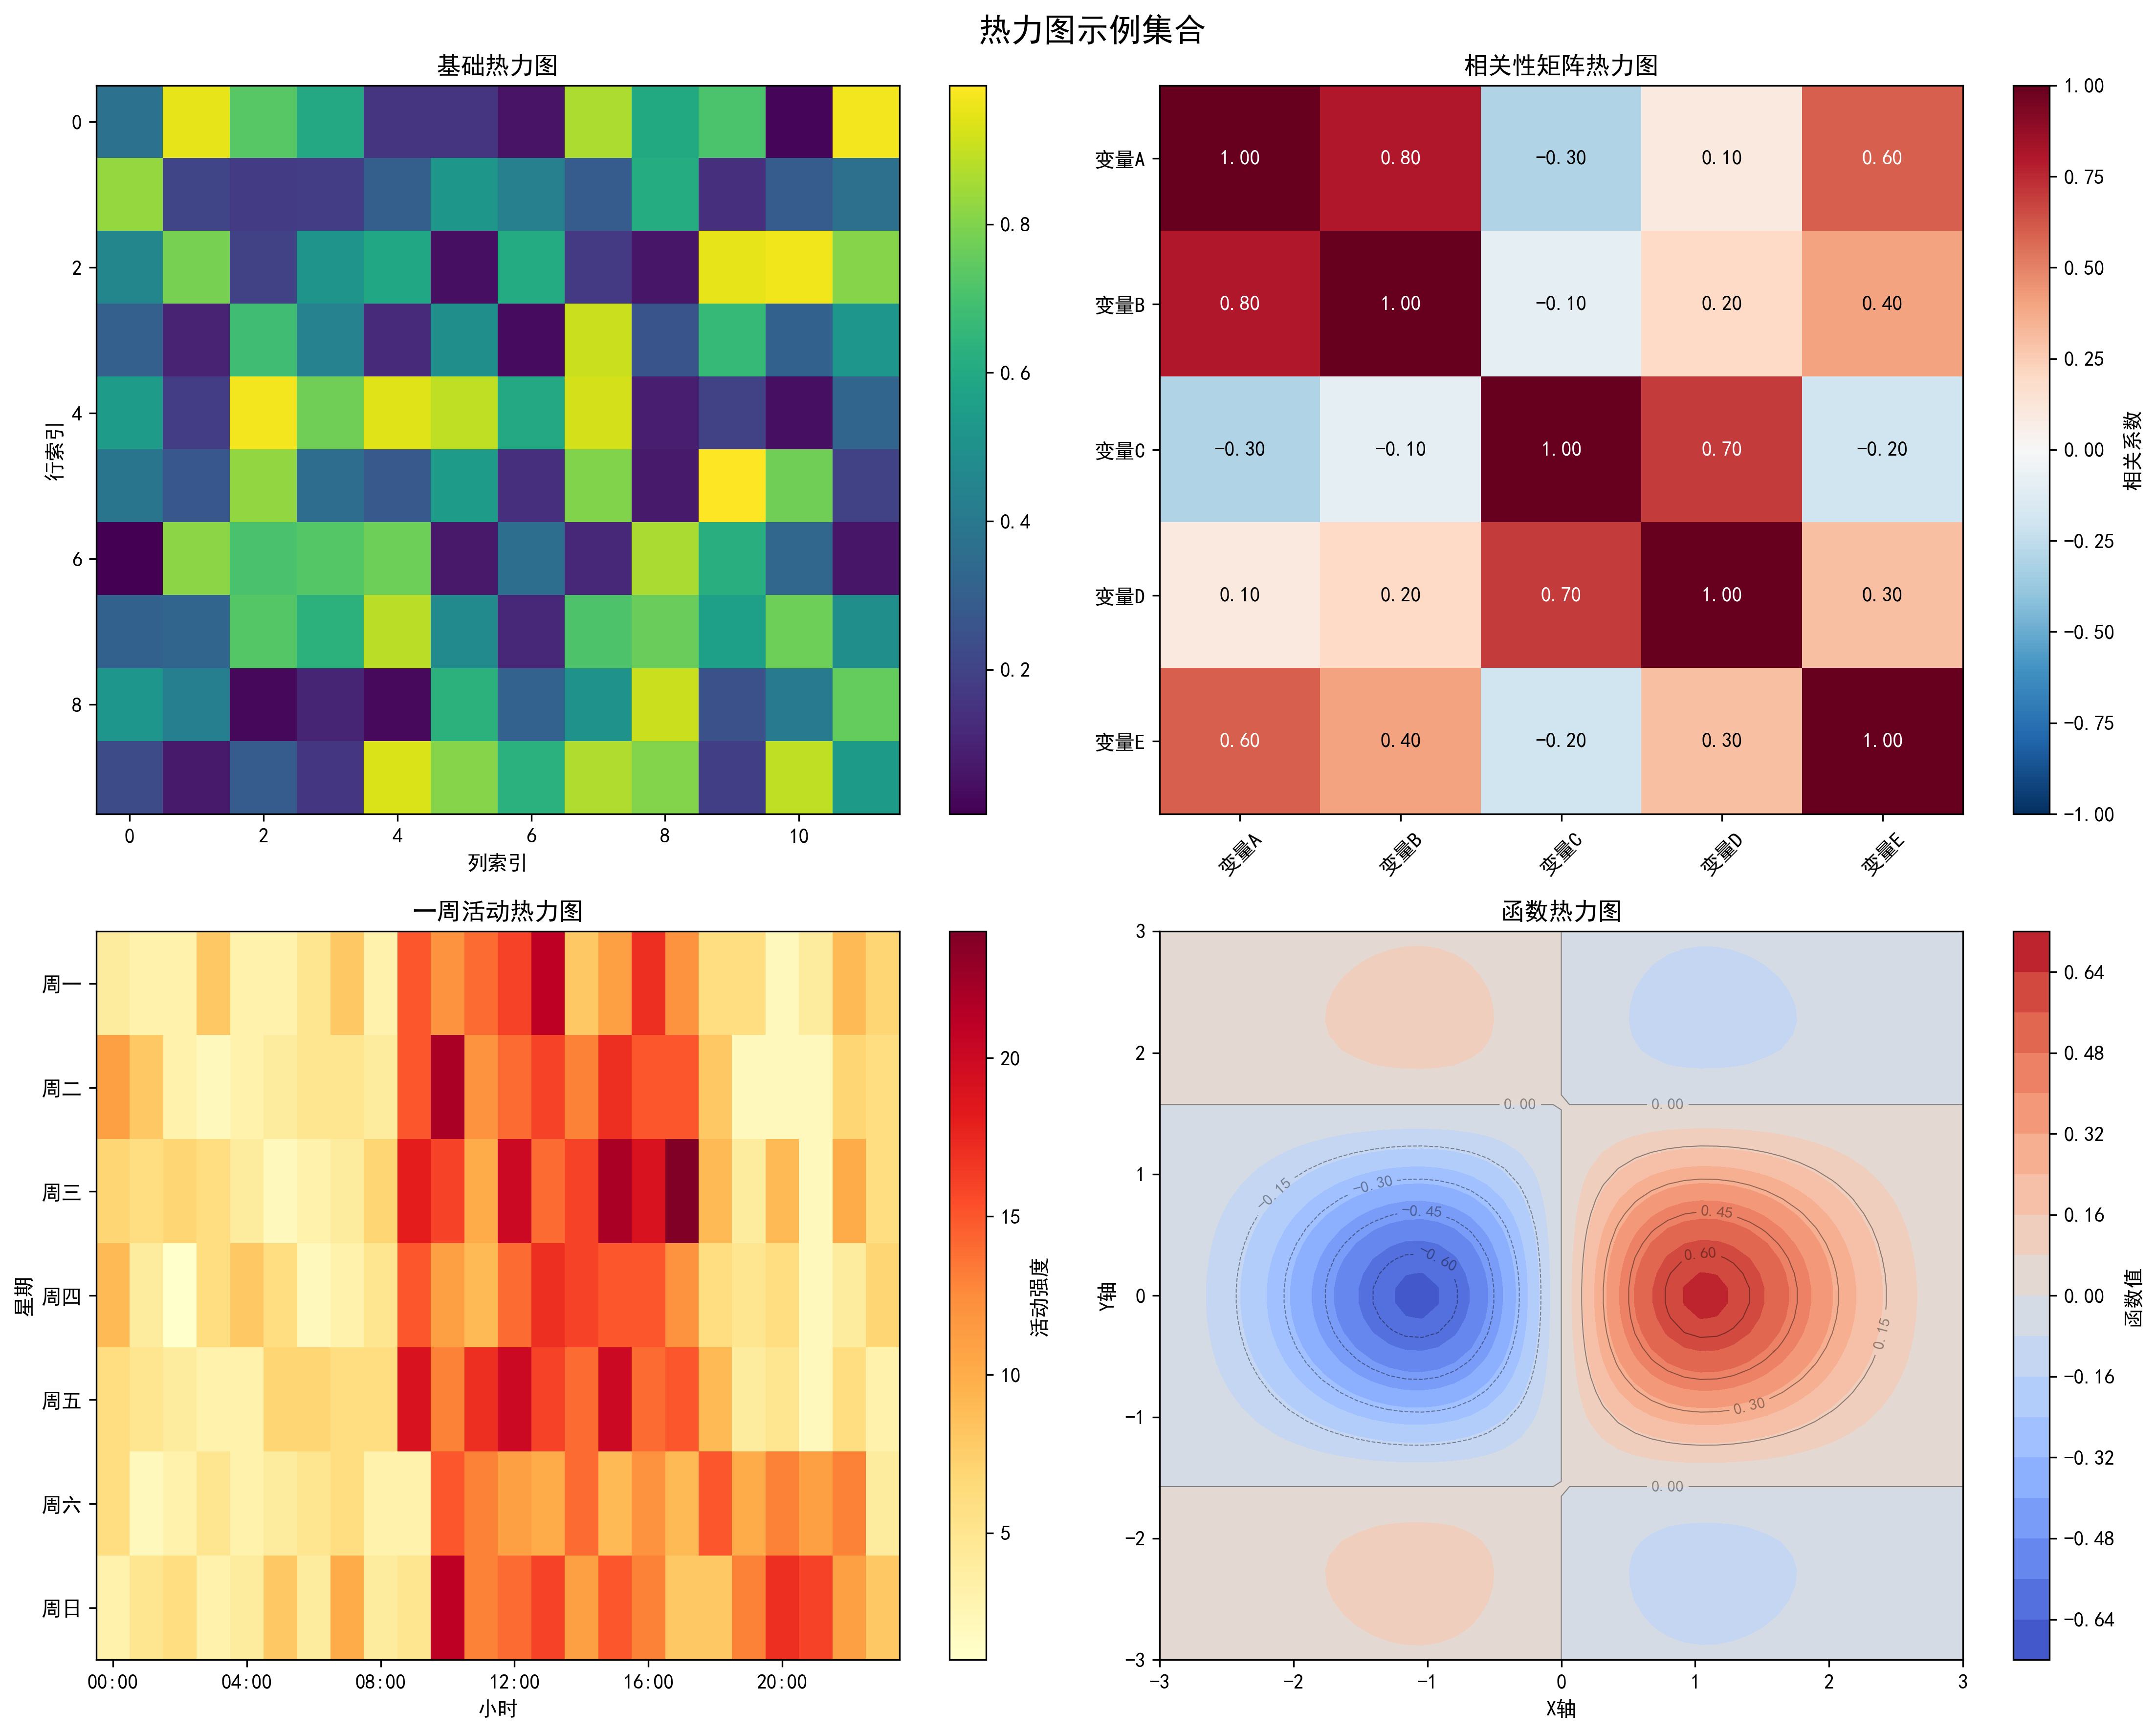 热力图示例集合
基础热力图
0
2
4
6
8
行索引
0 2 4 6 8 10
列索引
0.8
0.6
0.4
0.2
相关性矩阵热力图
变量A 1.00 0.80 −0.30 0.10 0.60
变量B 0.80 1.00 −0.10 0.20 0.40
变量C −0.30 −0.10 1.00 0.70 −0.20
变量D 0.10 0.20 0.70 1.00 0.30
变量E 0.60 0.40 −0.20 0.30 1.00
变量A 变量B 变量C 变量D 变量E
1.00
0.75
0.50
0.25
0.00
−0.25
−0.50
−0.75
−1.00
相关系数
一周活动热力图
周一
周二
周三
周四
周五
周六
周日
星期
00:00 04:00 08:00 12:00 16:00 20:00
小时
20
15
10
5
活动强度
函数热力图
3
2
1
0
−1
−2
−3
Y轴
0.00 0.00
−0.15
−0.30
−0.45
−0.60
0.45
0.60
0.15
0.30
0.00
−3 −2 −1 0 1 2 3
X轴
0.64
0.48
0.32
0.16
0.00
−0.16
−0.32
−0.48
−0.64
函数值